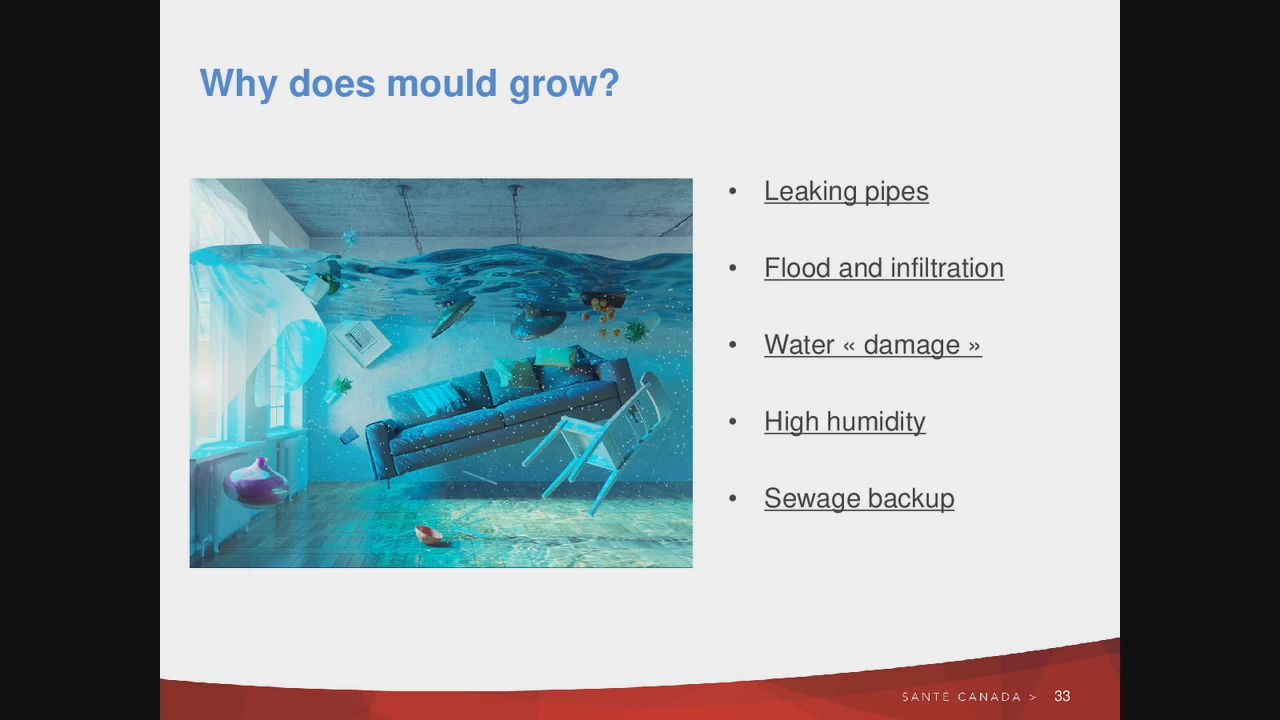 Why does mould grow?
• Leaking pipes
• Flood and infiltration
• Water « damage »
• High humidity
• Sewage backup
SANTÉ CANADA > 33